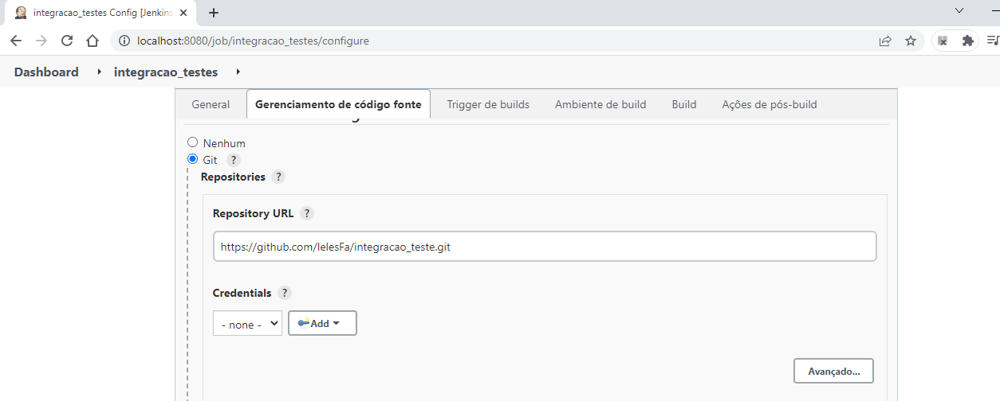 integracao_testes Config [Jenkins
localhost:8080/job/integracao_testes/configure
Dashboard integracao_testes
General Gerenciamento de código fonte Trigger de builds Ambiente de build Build Ações de pós-build
Nenhum
Git ?
Repositories ?
Repository URL ?
https://github.com/lelesFa/integracao_teste.git
Credentials ?
- none - Add
Avançado...